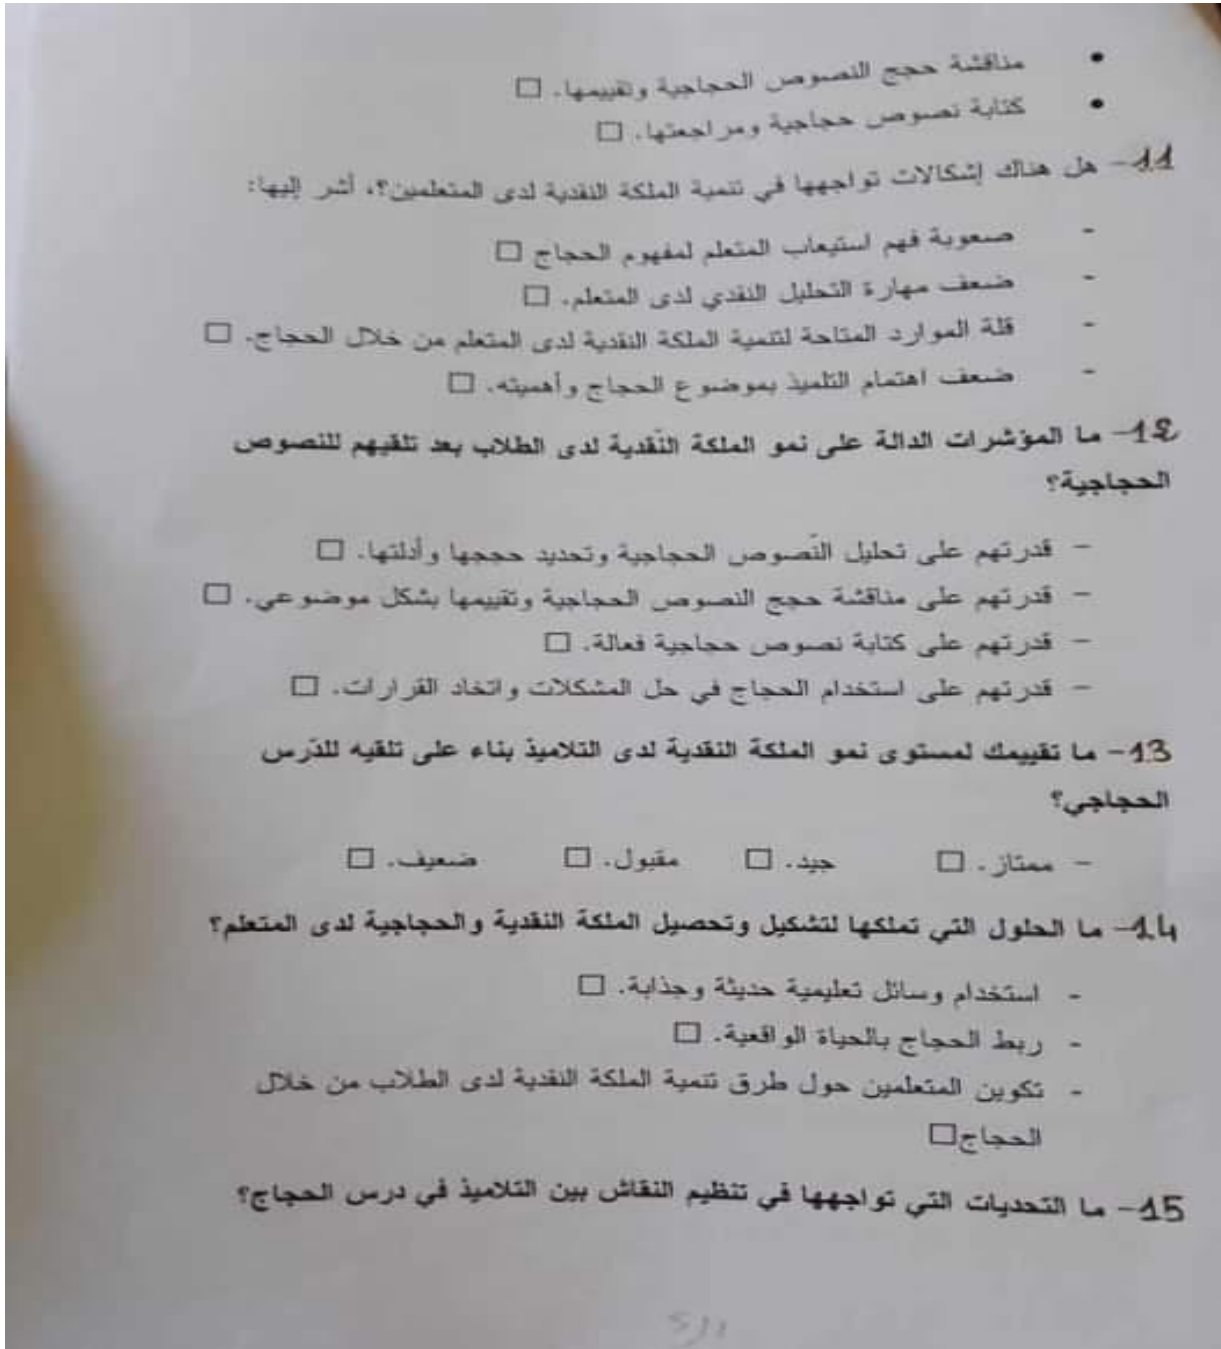 • مناقشة حجج النصوص الحجاجية وتقييمها. □
• كتابة نصوص حجاجية ومراجعتها. □
11- هل هناك إشكالات تواجهها في تنمية الملكة النقدية لدى المتعلمين؟، أشر إليها:
- صعوبة فهم استيعاب المتعلم لمفهوم الحجاج □
- ضعف مهارة التحليل النقدي لدى المتعلم. □
- قلة الموارد المتاحة لتنمية الملكة النقدية لدى المتعلم من خلال الحجاج. □
- ضعف اهتمام التلميذ بموضوع الحجاج وأهميته. □
12- ما المؤشرات الدالة على نمو الملكة النّقدية لدى الطلاب بعد تلقيهم للنصوص
الحجاجية؟
- قدرتهم على تحليل النّصوص الحجاجية وتحديد حججها وأدلتها. □
- قدرتهم على مناقشة حجج النصوص الحجاجية وتقييمها بشكل موضوعي. □
- قدرتهم على كتابة نصوص حجاجية فعالة. □
- قدرتهم على استخدام الحجاج في حل المشكلات واتخاد القرارات. □
13- ما تقييمك لمستوى نمو الملكة النقدية لدى التلاميذ بناء على تلقيه للدّرس
الحجاجي؟
- ممتاز. □ جيد. □ مقبول. □ ضعيف. □
14- ما الحلول التي تملكها لتشكيل وتحصيل الملكة النقدية والحجاجية لدى المتعلم؟
- استخدام وسائل تعليمية حديثة وجذابة. □
- ربط الحجاج بالحياة الواقعية. □
- تكوين المتعلمين حول طرق تنمية الملكة النقدية لدى الطلاب من خلال
الحجاج□
15- ما التحديات التي تواجهها في تنظيم النقاش بين التلاميذ في درس الحجاج؟